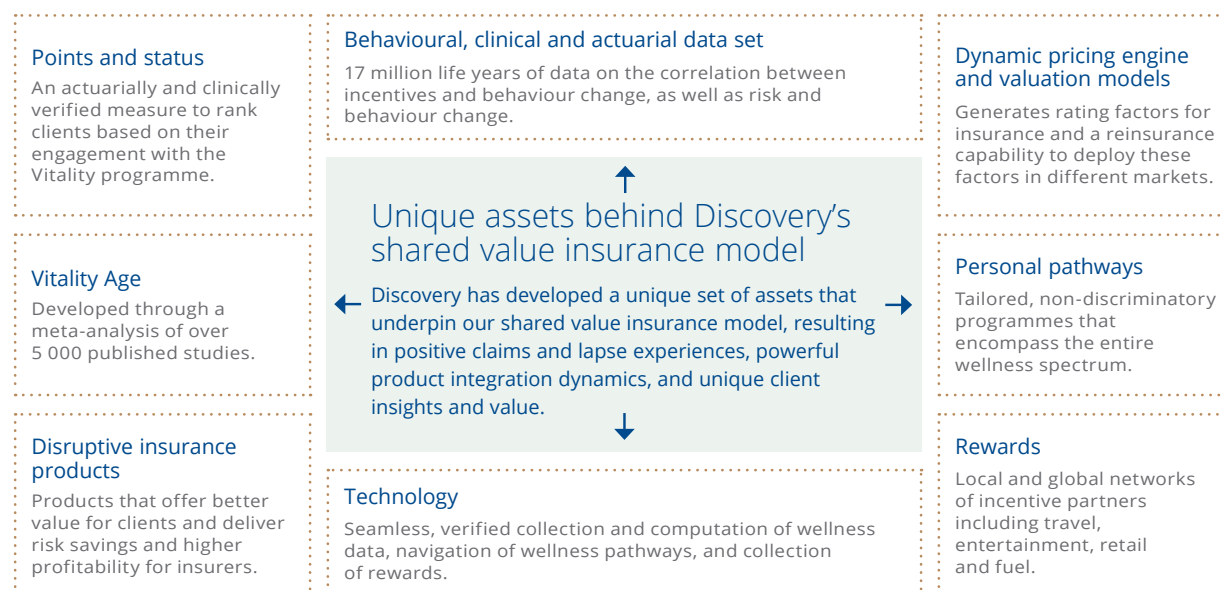 Points and status
An actuarially and clinically
verified measure to rank
clients based on their
engagement with the
Vitality programme.
Behavioural, clinical and actuarial data set
17 million life years of data on the correlation between
incentives and behaviour change, as well as risk and
behaviour change.
Dynamic pricing engine
and valuation models
Generates rating factors for
insurance and a reinsurance
capability to deploy these
factors in different markets.
Unique assets behind Discovery’s
shared value insurance model
Discovery has developed a unique set of assets that
underpin our shared value insurance model, resulting
in positive claims and lapse experiences, powerful
product integration dynamics, and unique client
insights and value.
Vitality Age
Developed through a
meta-analysis of over
5 000 published studies.
Personal pathways
Tailored, non-discriminatory
programmes that
encompass the entire
wellness spectrum.
Disruptive insurance
products
Products that offer better
value for clients and deliver
risk savings and higher
profitability for insurers.
Technology
Seamless, verified collection and computation of wellness
data, navigation of wellness pathways, and collection
of rewards.
Rewards
Local and global networks
of incentive partners
including travel,
entertainment, retail
and fuel.